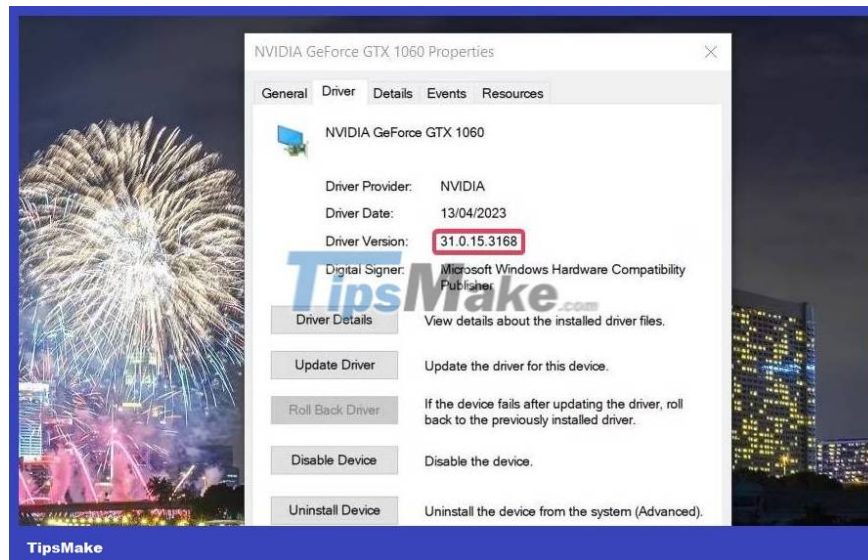 NVIDIA GeForce GTX 1060 Properties
General Driver Details Events Resources
NVIDIA GeForce GTX 1060
Driver Provider: NVIDIA
Driver Date: 13/04/2023
Driver Version: 31.0.15.3168
Digital Signer: Microsoft Windows Hardware Compatibility
Publisher
TipsMake.com
Driver Details View details about the installed driver files.
Update Driver Update the driver for this device.
Roll Back Driver If the device fails after updating the driver, roll
back to the previously installed driver.
Disable Device Disable the device.
Uninstall Device Uninstall the device from the system (Advanced).
TipsMake